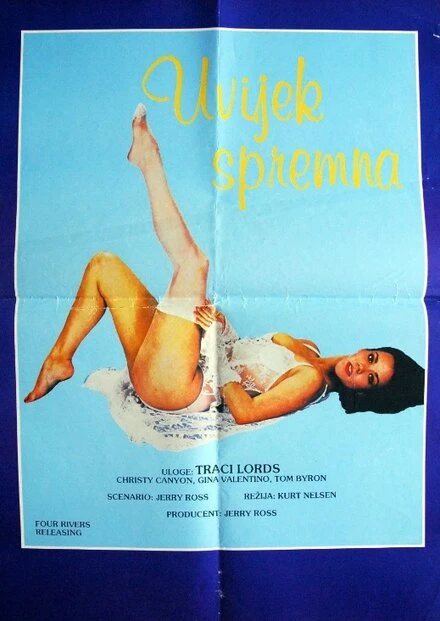 Uvijek
spremna
ULOGE: TRACI LORDS
CHRISTY CANYON, GINA VALENTINO, TOM BYRON
SCENARIO: JERRY ROSS REŽIJA: KURT NELSEN
PRODUCENT: JERRY ROSS
FOUR RIVERS
RELEASING